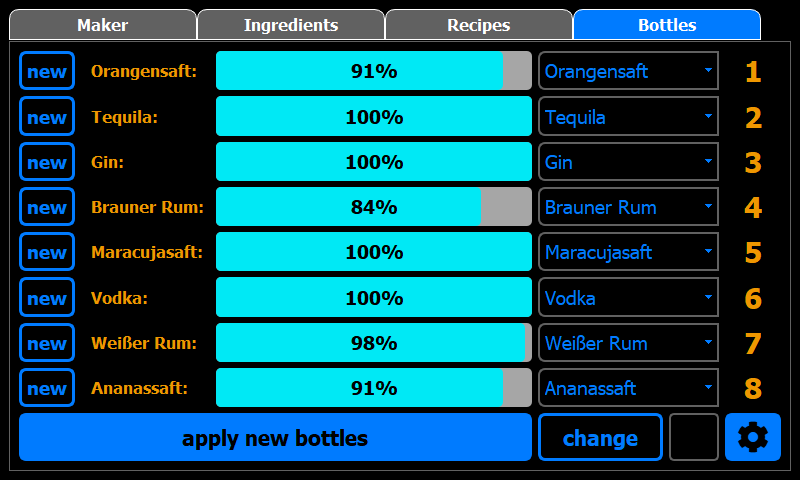 Maker Ingredients Recipes Bottles
new Orangensaft: 91% Orangensaft 1
new Tequila: 100% Tequila 2
new Gin: 100% Gin 3
new Brauner Rum: 84% Brauner Rum 4
new Maracujasaft: 100% Maracujasaft 5
new Vodka: 100% Vodka 6
new Weißer Rum: 98% Weißer Rum 7
new Ananassaft: 91% Ananassaft 8
apply new bottles change